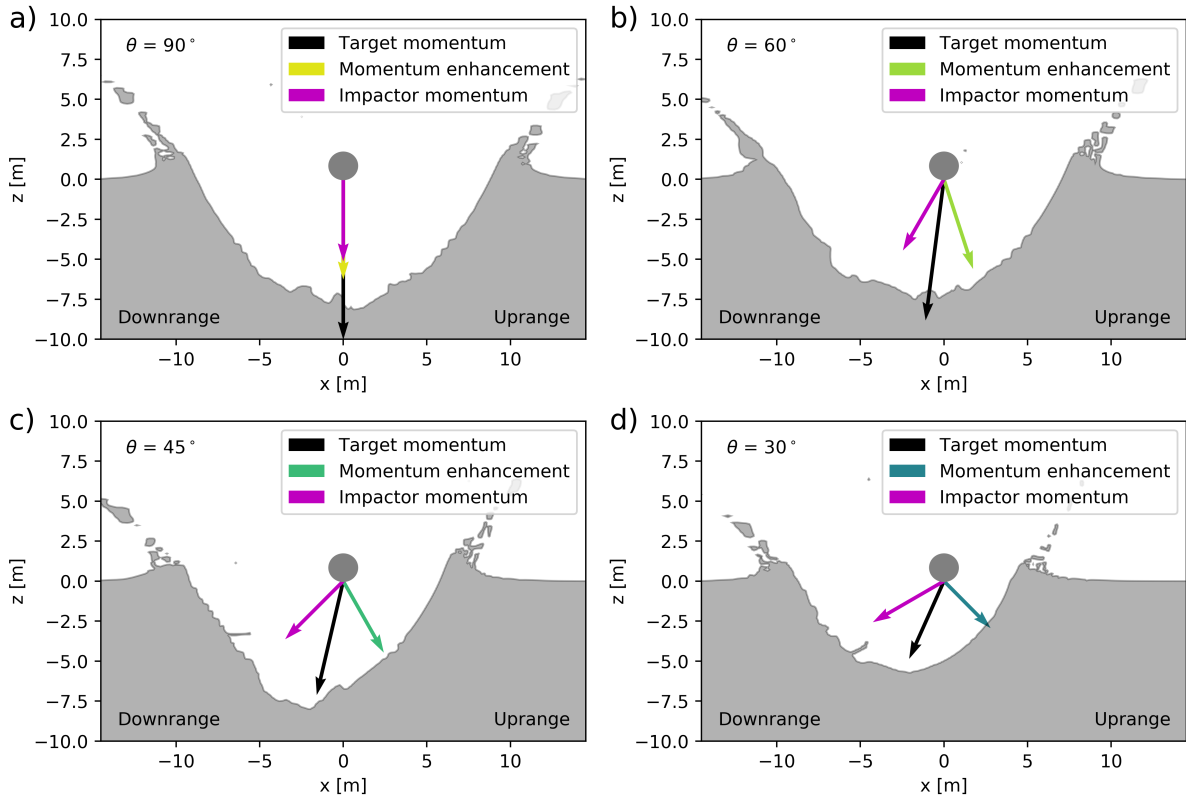 a)
θ = 90°
Target momentum
Momentum enhancement
Impactor momentum
10.0
7.5
5.0
2.5
0.0
−2.5
−5.0
−7.5
−10.0
z [m]
Downrange
Uprange
−10
−5
0
5
10
x [m]
b)
θ = 60°
Target momentum
Momentum enhancement
Impactor momentum
10.0
7.5
5.0
2.5
0.0
−2.5
−5.0
−7.5
−10.0
z [m]
Downrange
Uprange
−10
−5
0
5
10
x [m]
c)
θ = 45°
Target momentum
Momentum enhancement
Impactor momentum
10.0
7.5
5.0
2.5
0.0
−2.5
−5.0
−7.5
−10.0
z [m]
Downrange
Uprange
−10
−5
0
5
10
x [m]
d)
θ = 30°
Target momentum
Momentum enhancement
Impactor momentum
10.0
7.5
5.0
2.5
0.0
−2.5
−5.0
−7.5
−10.0
z [m]
Downrange
Uprange
−10
−5
0
5
10
x [m]